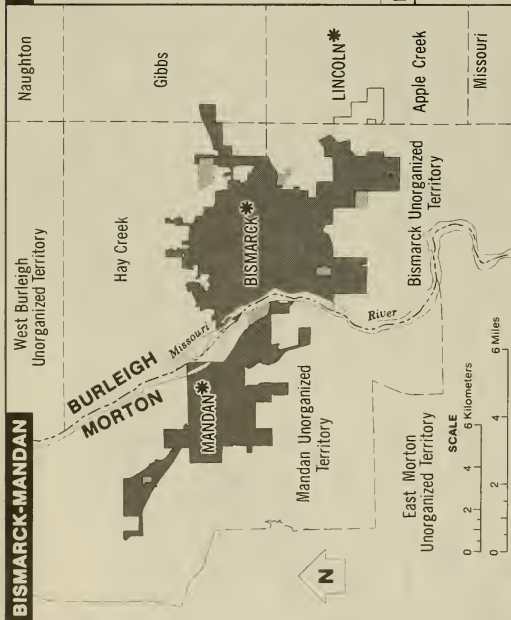 BISMARCK-MANDAN
West Burleigh
Unorganized Territory
Naughton
Hay Creek
Gibbs
BURLEIGH
MORTON
Missouri
River
MANDAN
BISMARCK
LINCOLN
Mandan Unorganized
Territory
Bismarck Unorganized
Territory
Apple Creek
Missouri
East Morton
Unorganized Territory
N
SCALE
0 2 4 6 Kilometers
0 2 4 6 Miles